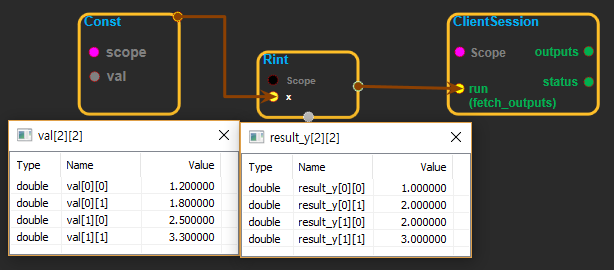 Const
scope
val
Rint
Scope
x
ClientSession
Scope
outputs
status
run
(fetch_outputs)
val[2][2]
Type Name Value
double val[0][0] 1.200000
double val[0][1] 1.800000
double val[1][0] 2.500000
double val[1][1] 3.300000
result_y[2][2]
Type Name Value
double result_y[0][0] 1.000000
double result_y[0][1] 2.000000
double result_y[1][0] 2.000000
double result_y[1][1] 3.000000